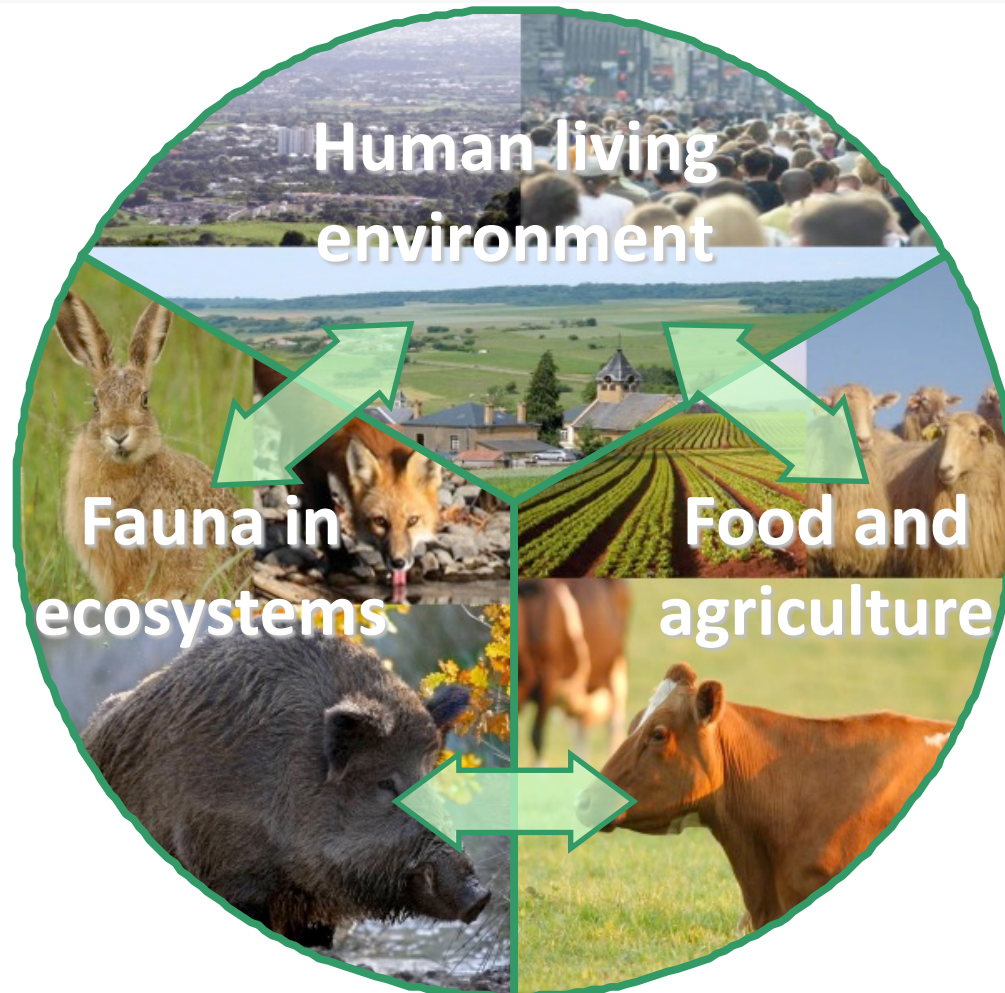 Human living
environment
Fauna in
ecosystems
Food and
agriculture